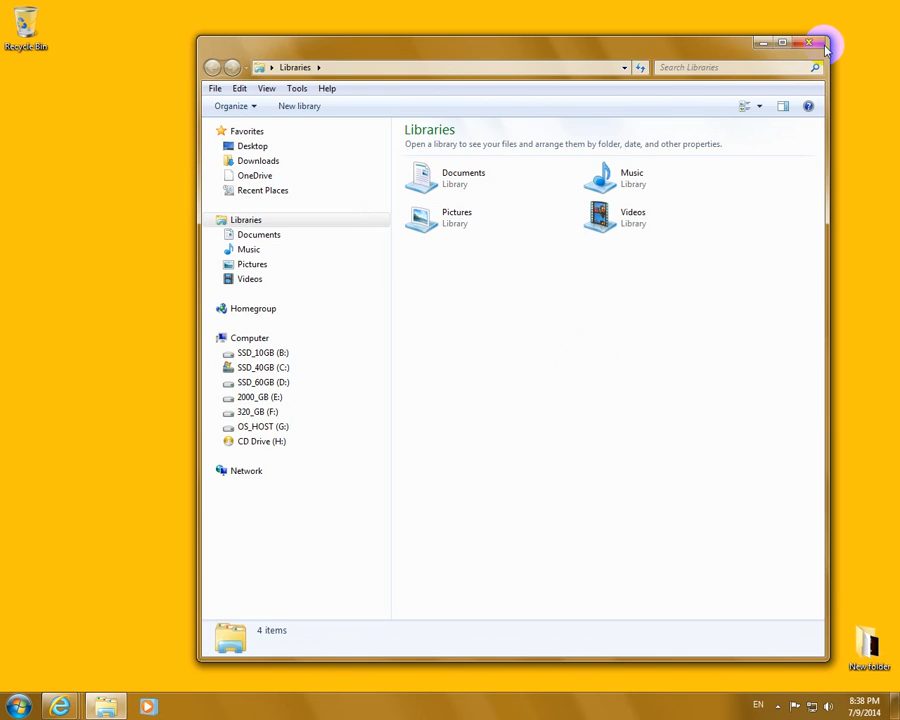 Recycle Bin
Libraries
Search Libraries
File Edit View Tools Help
Organize New library
Favorites
Desktop
Downloads
OneDrive
Recent Places
Libraries
Documents
Music
Pictures
Videos
Homegroup
Computer
SSD_10GB (B:)
SSD_40GB (C:)
SSD_60GB (D:)
2000_GB (E:)
320_GB (F:)
OS_HOST (G:)
CD Drive (H:)
Network
Libraries
Open a library to see your files and arrange them by folder, date, and other properties.
Documents
Library
Music
Library
Pictures
Library
Videos
Library
4 items
New folder
EN
8:38 PM
7/9/2014